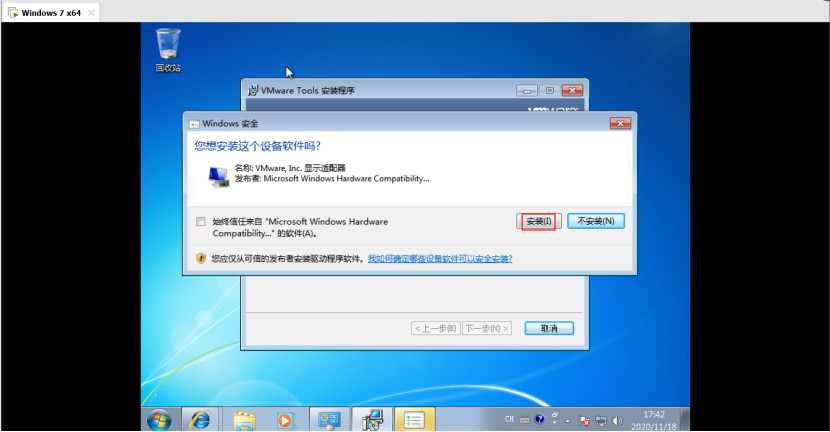 Windows 7 x64
回收站
VMware Tools 安装程序
Windows 安全
您想安装这个设备软件吗?
名称: VMware, Inc. 显示适配器
发布者: Microsoft Windows Hardware Compatibility...
始终信任来自 "Microsoft Windows Hardware
Compatibility..." 的软件(A)。
安装(I)
不安装(N)
您应仅从可信的发布者安装驱动程序软件。我如何确定哪些设备软件可以安全安装?
< 上一步(B)
下一步(N) >
取消
CH
17:42
2020/11/18